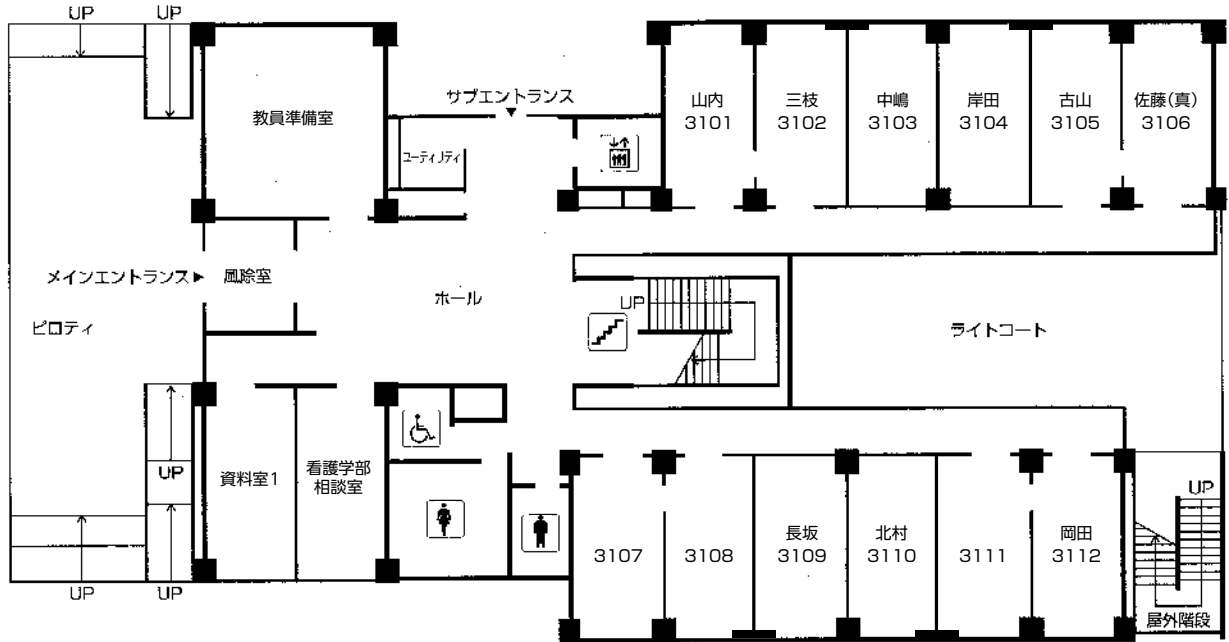 UP
UP
教員準備室
サブエントランス
ユーティリティ
山内
3101
三枝
3102
中嶋
3103
岸田
3104
古山
3105
佐藤(真)
3106
メインエントランス
風除室
ホール
UP
ピロティ
ライトコート
資料室1
看護学部
相談室
UP
3107
3108
長坂
3109
北村
3110
3111
岡田
3112
UP
屋外階段
UP
UP